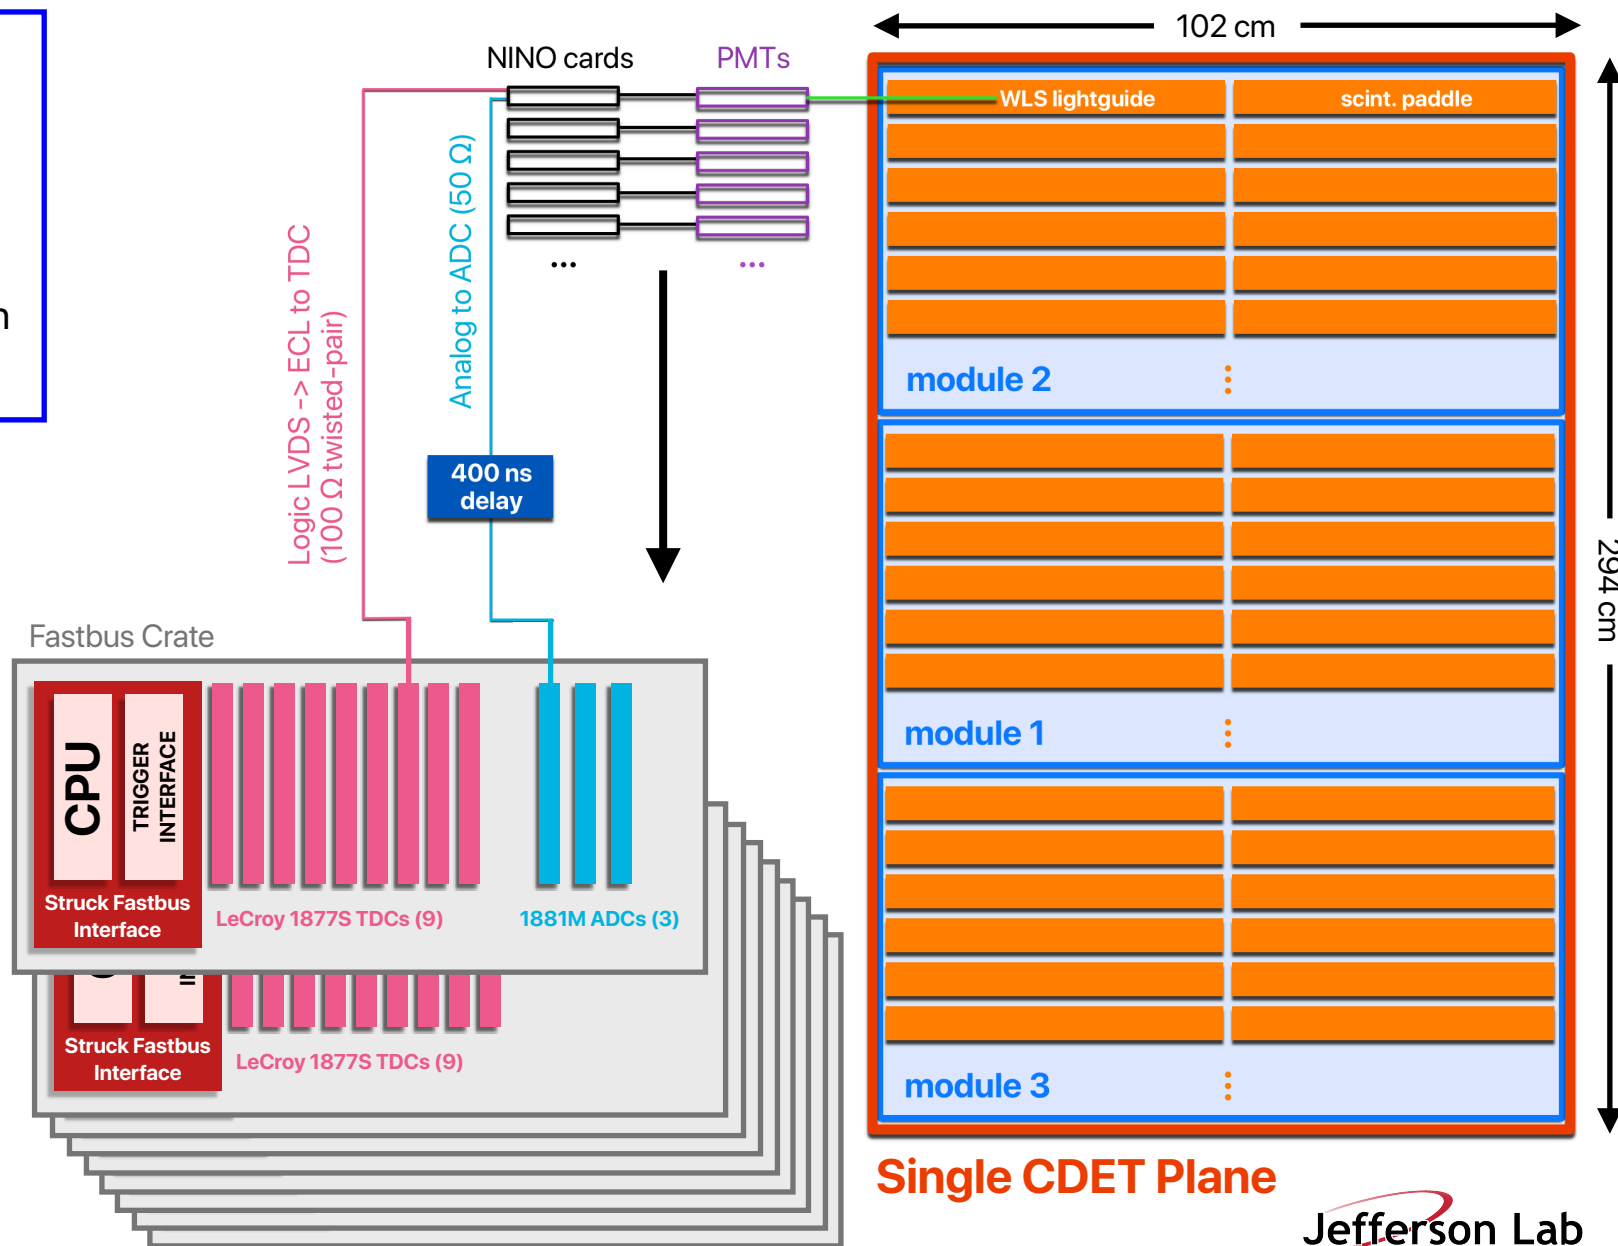 102 cm
NINO cards
PMTs
WLS lightguide
scint. paddle
...
...
Logic LVDS -> ECL to TDC
(100 Ω twisted-pair)
Analog to ADC (50 Ω)
400 ns
delay
module 2
module 1
module 3
294 cm
Fastbus Crate
CPU
TRIGGER
INTERFACE
Struck Fastbus
Interface
LeCroy 1877S TDCs (9)
1881M ADCs (3)
Struck Fastbus
Interface
LeCroy 1877S TDCs (9)
Single CDET Plane
Jefferson Lab